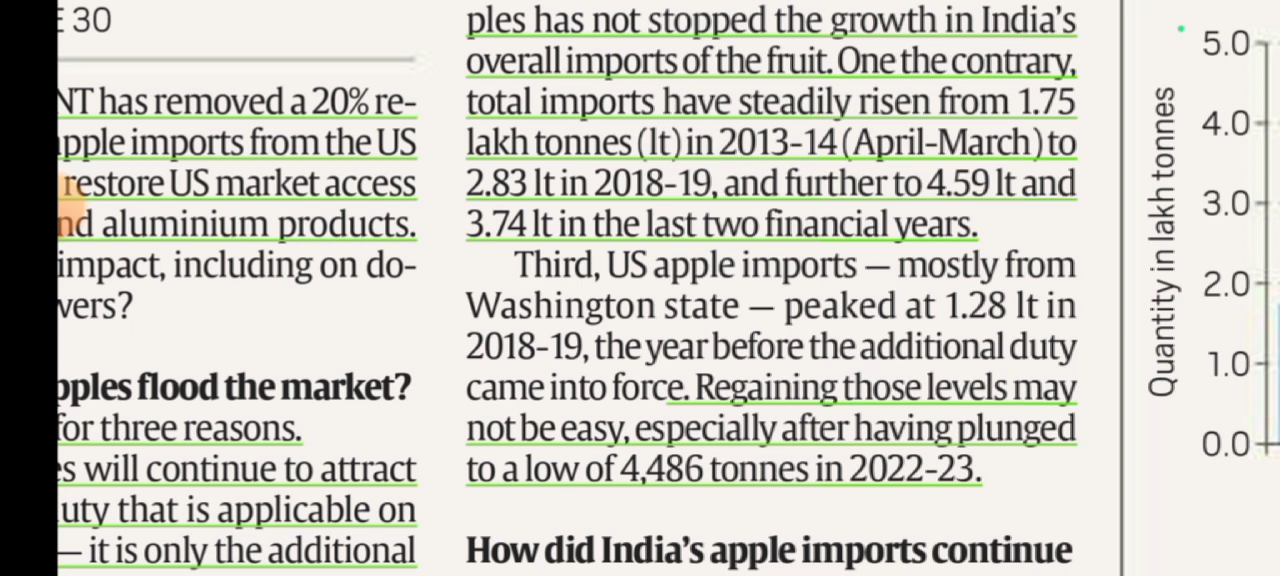 30
has removed a 20% re-
apple imports from the US
restore US market access
aluminium products.
impact, including on do-

flood the market?
for three reasons.
will continue to attract
that is applicable on
— it is only the additional
ples has not stopped the growth in India's
overall imports of the fruit. One the contrary,
total imports have steadily risen from 1.75
lakh tonnes (lt) in 2013-14 (April-March) to
2.83 lt in 2018-19, and further to 4.59 lt and
3.74 lt in the last two financial years.
Third, US apple imports — mostly from
Washington state — peaked at 1.28 lt in
2018-19, the year before the additional duty
came into force. Regaining those levels may
not be easy, especially after having plunged
to a low of 4,486 tonnes in 2022-23.
How did India's apple imports continue
Quantity in lakh tonnes
5.0
4.0
3.0
2.0
1.0
0.0